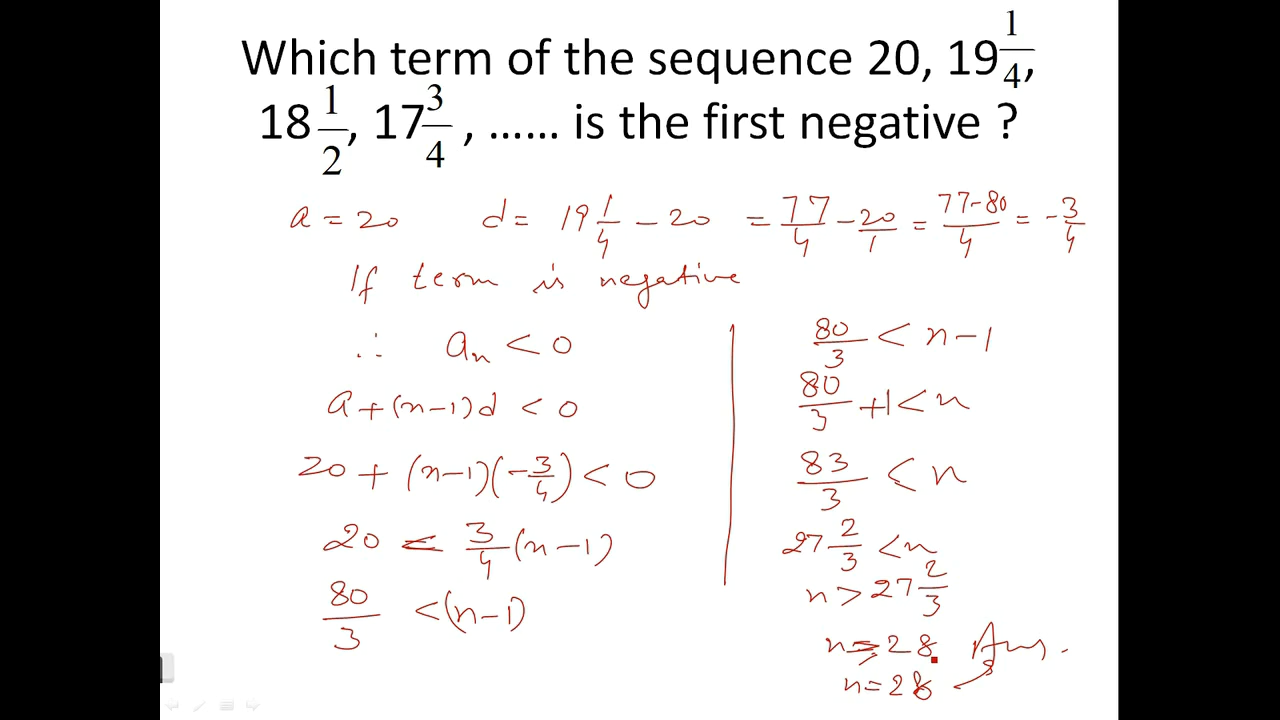 Which term of the sequence 20, 19 1/4,
18 1/2, 17 3/4, ...... is the first negative ?
a = 20 d = 19 1/4 - 20 = 77/4 - 20/1 = 77-80/4 = -3/4
If term is negative
∴ aₙ < 0
a + (n-1)d < 0
20 + (n-1)(-3/4) < 0
20 < 3/4 (n-1)
80/3 < (n-1)
80/3 < n-1
80/3 + 1 < n
83/3 < n
27 2/3 < n
n > 27 2/3
n ≥ 28 Ans.
n = 28